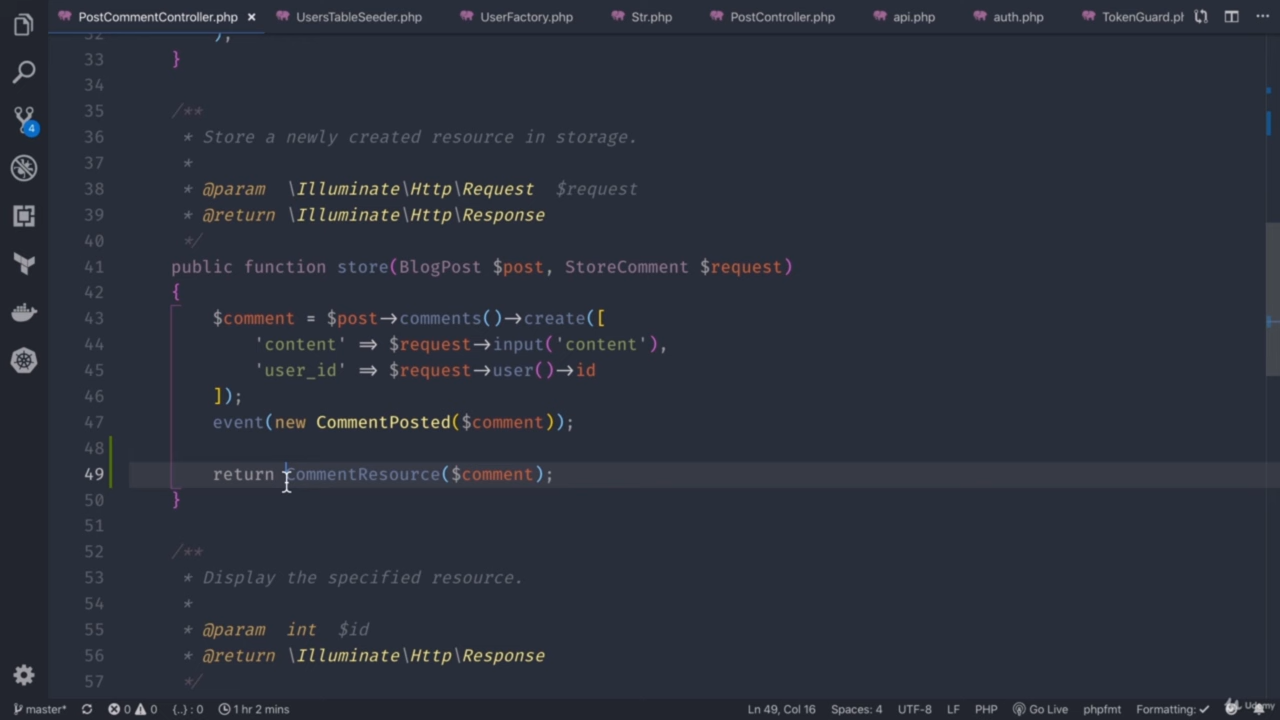 PostCommentController.php × UsersTableSeeder.php UserFactory.php Str.php PostController.php api.php auth.php TokenGuard.pl
32 );
33 }
34
35 /**
36 * Store a newly created resource in storage.
37 *
38 * @param \Illuminate\Http\Request $request
39 * @return \Illuminate\Http\Response
40 */
41 public function store(BlogPost $post, StoreComment $request)
42 {
43 $comment = $post->comments()->create([
44 'content' => $request->input('content'),
45 'user_id' => $request->user()->id
46 ]);
47 event(new CommentPosted($comment));
48
49 return CommentResource($comment);
50 }
51
52 /**
53 * Display the specified resource.
54 *
55 * @param int $id
56 * @return \Illuminate\Http\Response
57 */
4
master* 0 0 {..} : 0 1 hr 2 mins Ln 49, Col 16 Spaces: 4 UTF-8 LF PHP Go Live phpfmt Formatting: ✓ Udemy